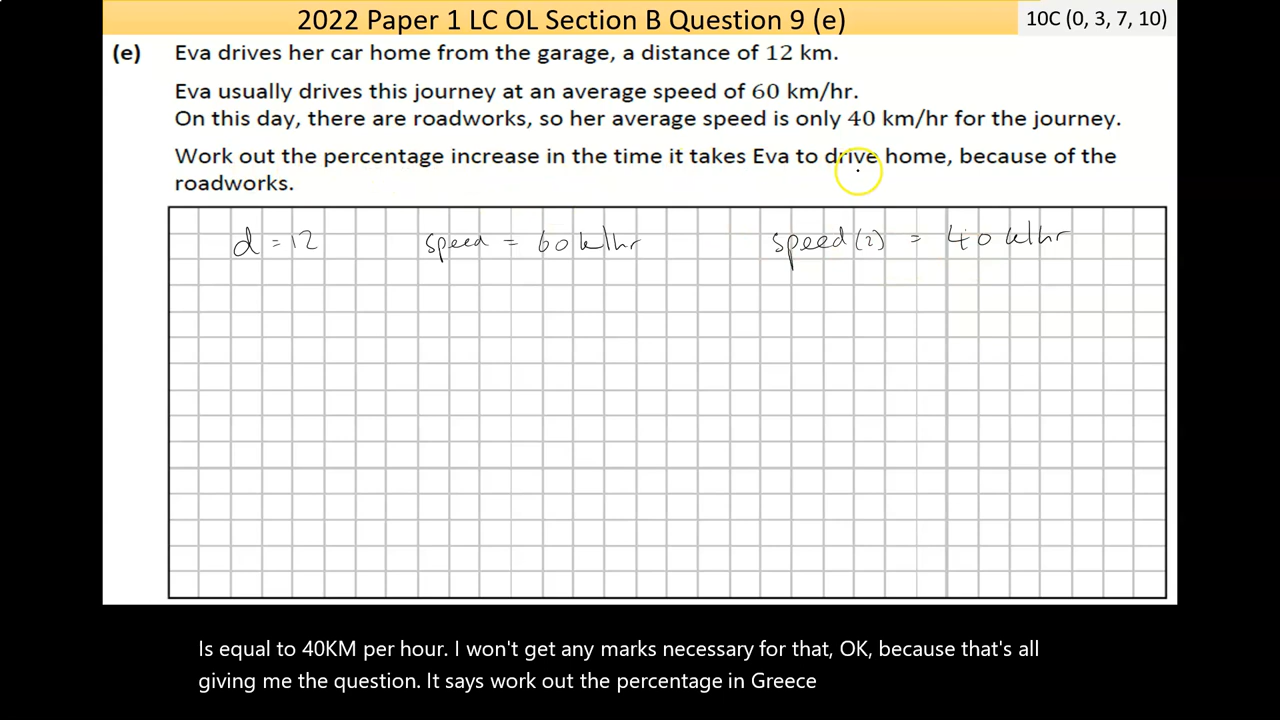 2022 Paper 1 LC OL Section B Question 9 (e)
10C (0, 3, 7, 10)
(e) Eva drives her car home from the garage, a distance of 12 km.
Eva usually drives this journey at an average speed of 60 km/hr.
On this day, there are roadworks, so her average speed is only 40 km/hr for the journey.
Work out the percentage increase in the time it takes Eva to drive home, because of the
roadworks.
d = 12 speed = 60 k/hr speed (2) = 40 k/hr
Is equal to 40KM per hour. I won't get any marks necessary for that, OK, because that's all
giving me the question. It says work out the percentage in Greece